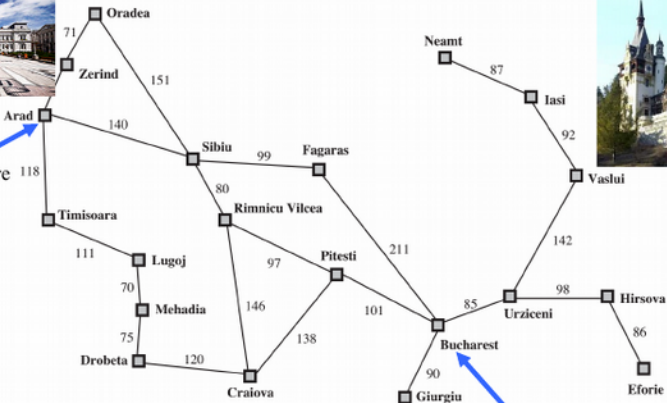 Oradea
71
Neamt
87
Zerind
151
Iasi
Arad
140
92
Sibiu
99
Fagaras
re
118
80
Vaslui
Timisoara
Rimnicu Vilcea
142
111
Lugoj
97
Pitesti
211
70
98
Hirsova
146
101
85
Urziceni
Mehadia
138
86
75
Bucharest
Drobeta
120
90
Craiova
Giurgiu
Eforie